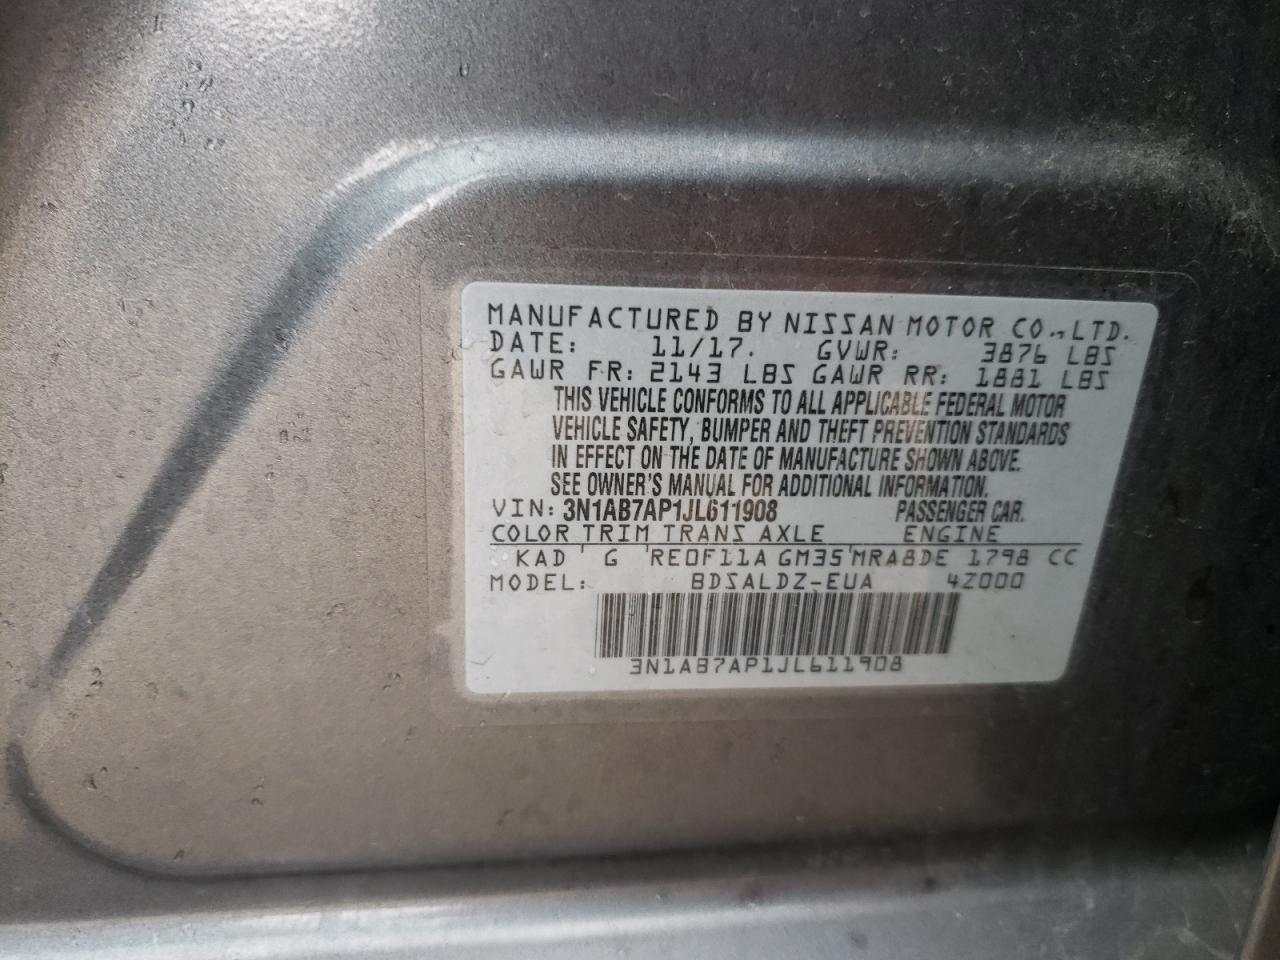 MANUFACTURED BY NISSAN MOTOR CO.,LTD.
DATE: 11/17. GVWR: 3876 LBS
GAWR FR: 2143 LBS GAWR RR: 1881 LBS
THIS VEHICLE CONFORMS TO ALL APPLICABLE FEDERAL MOTOR
VEHICLE SAFETY, BUMPER AND THEFT PREVENTION STANDARDS
IN EFFECT ON THE DATE OF MANUFACTURE SHOWN ABOVE.
SEE OWNER'S MANUAL FOR ADDITIONAL INFORMATION.
VIN: 3N1AB7AP1JL611908 PASSENGER CAR.
COLOR TRIM TRANS AXLE ENGINE
KAD G RE0F11A GM35 MRA8DE 1798 CC
MODEL: BDSALDZ-EUA 4Z000
3N1AB7AP1JL611908